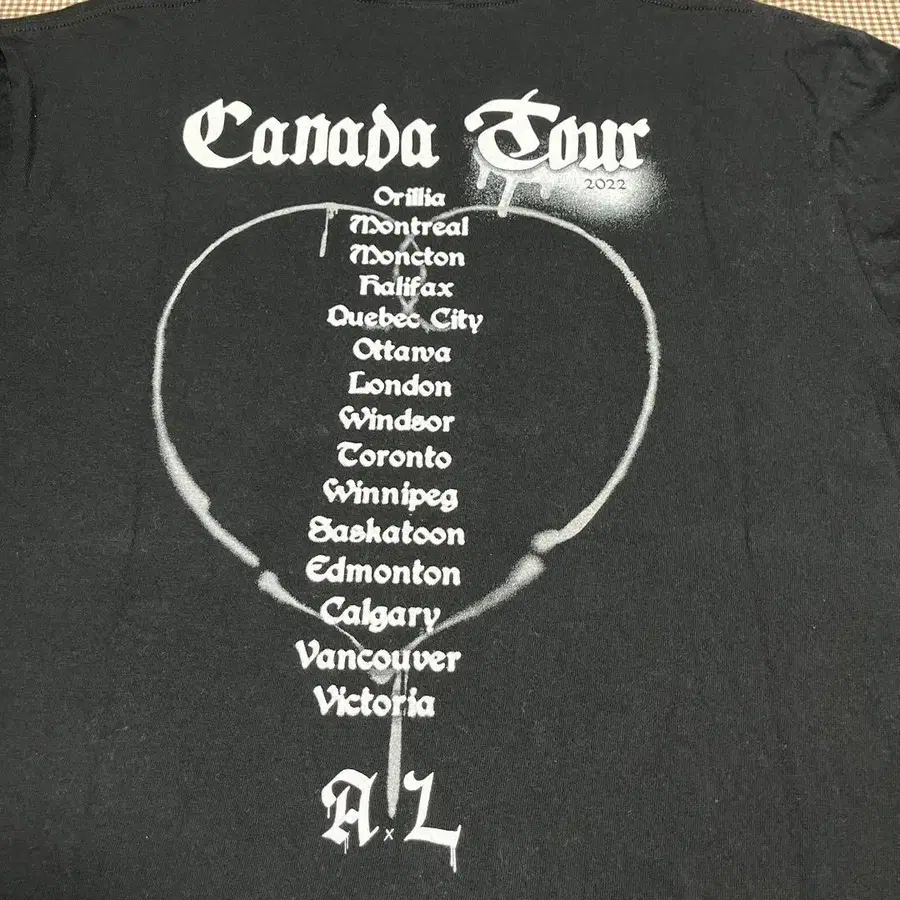 Canada Tour
2022
Orillia
Montreal
Moncton
Halifax
Quebec City
Ottawa
London
Windsor
Toronto
Winnipeg
Saskatoon
Edmonton
Calgary
Vancouver
Victoria
A x L